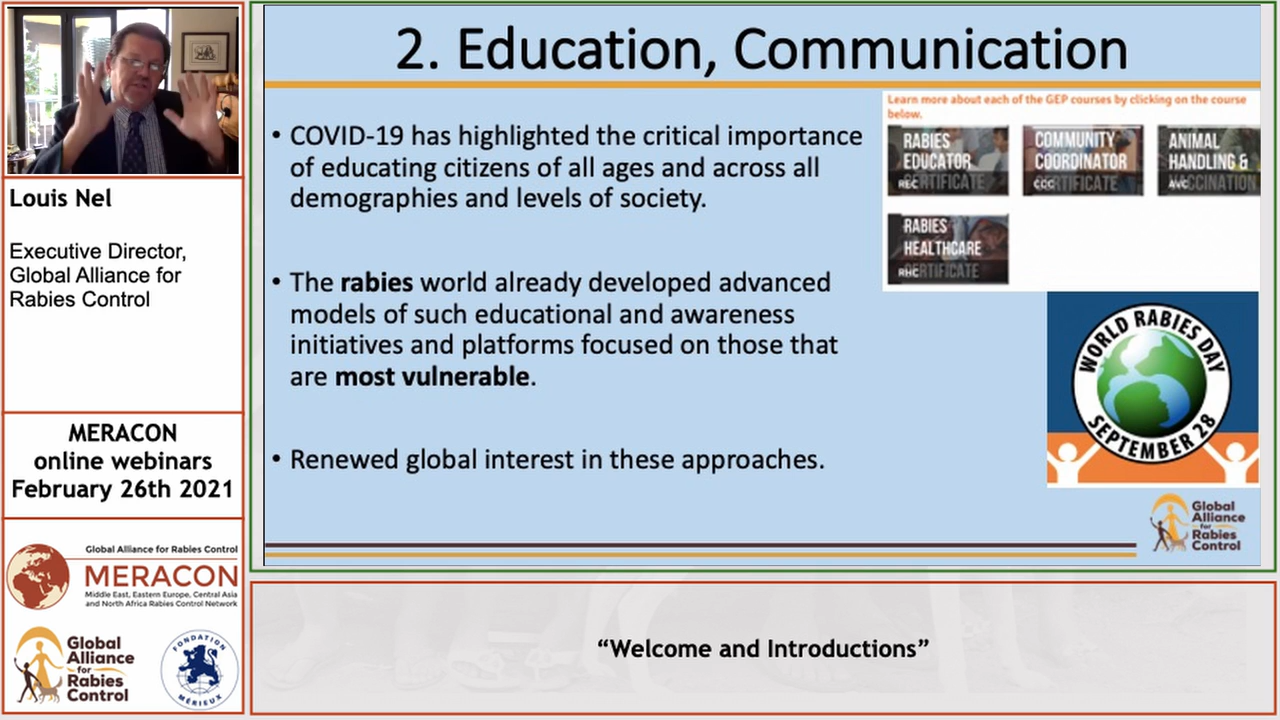 Louis Nel
Executive Director,
Global Alliance for
Rabies Control
MERACON
online webinars
February 26th 2021
Global Alliance for Rabies Control
MERACON
Middle East, Eastern Europe, Central Asia
and North Africa Rabies Control Network
Global
Alliance
for
Rabies
Control
FONDATION
MÉRIEUX
2. Education, Communication
• COVID-19 has highlighted the critical importance
of educating citizens of all ages and across all
demographies and levels of society.
• The rabies world already developed advanced
models of such educational and awareness
initiatives and platforms focused on those that
are most vulnerable.
• Renewed global interest in these approaches.
Learn more about each of the GEP courses by clicking on the course
below.
RABIES
EDUCATOR
CERTIFICATE
REC
COMMUNITY
COORDINATOR
CERTIFICATE
CCC
ANIMAL
HANDLING &
VACCINATION
AVC
RABIES
HEALTHCARE
CERTIFICATE
RHC
WORLD RABIES DAY
SEPTEMBER 28
Global
Alliance
for
Rabies
Control
“Welcome and Introductions”